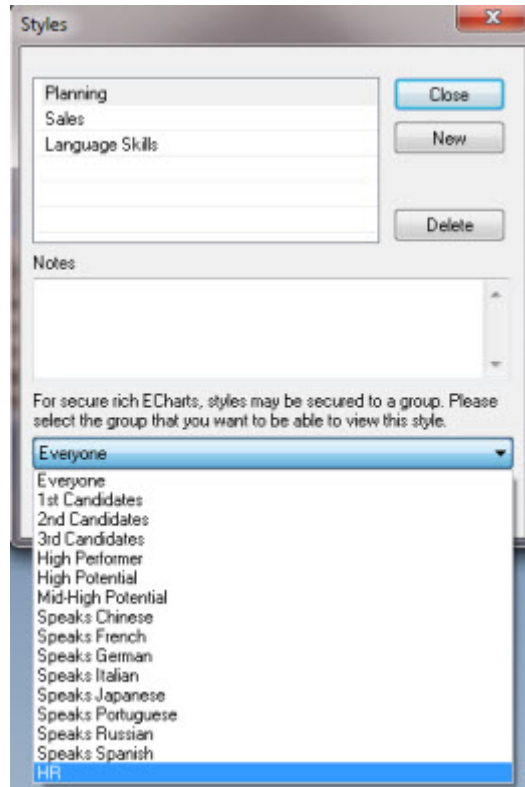 Styles
Planning
Close
Sales
New
Language Skills
Delete
Notes
For secure rich ECharts, styles may be secured to a group. Please
select the group that you want to be able to view this style.
Everyone
Everyone
1st Candidates
2nd Candidates
3rd Candidates
High Performer
High Potential
Mid-High Potential
Speaks Chinese
Speaks French
Speaks German
Speaks Italian
Speaks Japanese
Speaks Portuguese
Speaks Russian
Speaks Spanish
HR